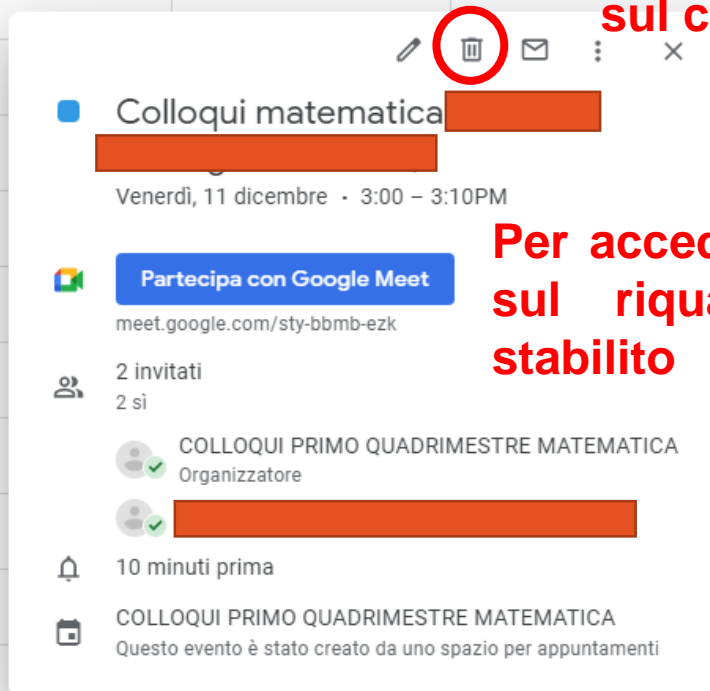 sul
Colloqui matematica
Venerdì, 11 dicembre • 3:00 – 3:10PM
Per
sul
stabilito
Partecipa con Google Meet
meet.google.com/sty-bbmb-ezk
2 invitati
2 sì
COLLOQUI PRIMO QUADRIMESTRE MATEMATICA
Organizzatore
10 minuti prima
COLLOQUI PRIMO QUADRIMESTRE MATEMATICA
Questo evento è stato creato da uno spazio per appuntamenti